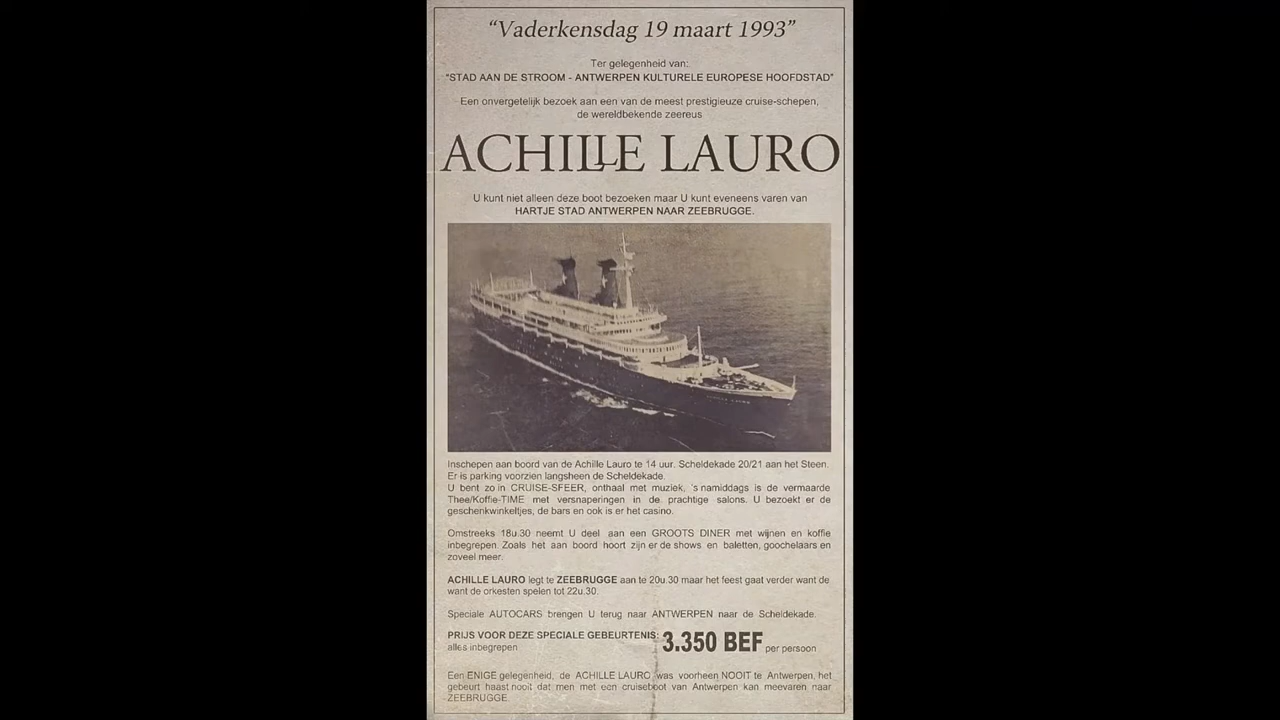 “Vaderkensdag 19 maart 1993”
Ter gelegenheid van:
"STAD AAN DE STROOM - ANTWERPEN KULTURELE EUROPESE HOOFDSTAD"
Een onvergetelijk bezoek aan een van de meest prestigieuze cruise-schepen,
de wereldbekende zeereus
ACHILLE LAURO
U kunt niet alleen deze boot bezoeken maar U kunt eveneens varen van
HARTJE STAD ANTWERPEN NAAR ZEEBRUGGE.
Inschepen aan boord van de Achille Lauro te 14 uur. Scheldekade 20/21 aan het Steen.
Er is parking voorzien langsheen de Scheldekade.
U bent zo in CRUISE-SFEER, onthaal met muziek, 's namiddags is de vermaarde
Thee/Koffie-TIME met versnaperingen in de prachtige salons. U bezoekt er de
geschenkwinkeltjes, de bars en ook is er het casino.
Omstreeks 18u.30 neemt U deel aan een GROOTS DINER met wijnen en koffie
inbegrepen. Zoals het aan boord hoort zijn er de shows en baletten, goochelaars en
zoveel meer.
ACHILLE LAURO legt te ZEEBRUGGE aan te 20u.30 maar het feest gaat verder want de
want de orkesten spelen tot 22u.30.
Speciale AUTOCARS brengen U terug naar ANTWERPEN naar de Scheldekade.
PRIJS VOOR DEZE SPECIALE GEBEURTENIS: 3.350 BEF per persoon
alles inbegrepen
Een ENIGE gelegenheid, de ACHILLE LAURO was voorheen NOOIT te Antwerpen, het
gebeurt haast nooit dat men met een cruiseboot van Antwerpen kan meevaren naar
ZEEBRUGGE.